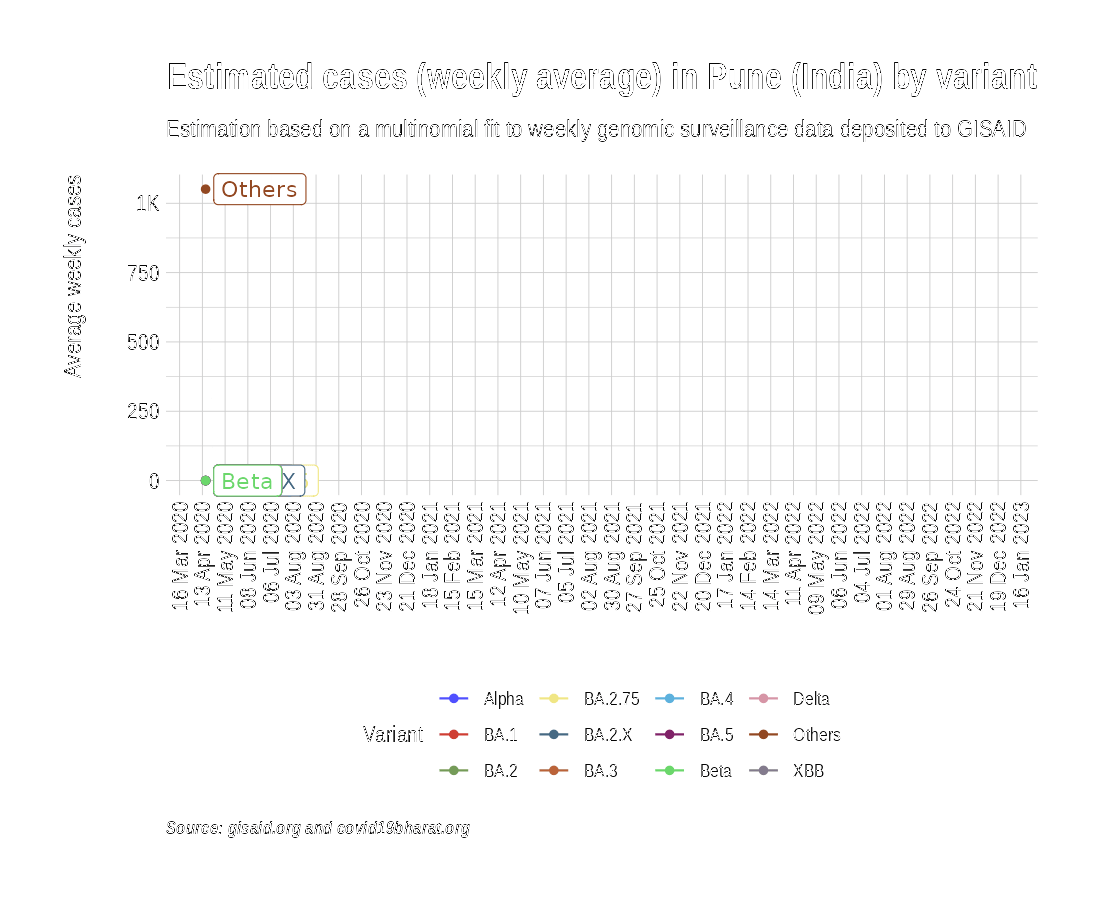 Estimated cases (weekly average) in Pune (India) by variant
Estimation based on a multinomial fit to weekly genomic surveillance data deposited to GISAID
Average weekly cases
1K
750
500
250
0
Others
Beta
X
16 Mar 2020
13 Apr 2020
11 May 2020
08 Jun 2020
06 Jul 2020
03 Aug 2020
31 Aug 2020
28 Sep 2020
26 Oct 2020
23 Nov 2020
21 Dec 2020
18 Jan 2021
15 Feb 2021
15 Mar 2021
12 Apr 2021
10 May 2021
07 Jun 2021
05 Jul 2021
02 Aug 2021
30 Aug 2021
27 Sep 2021
25 Oct 2021
22 Nov 2021
20 Dec 2021
17 Jan 2022
14 Feb 2022
14 Mar 2022
11 Apr 2022
09 May 2022
06 Jun 2022
04 Jul 2022
01 Aug 2022
29 Aug 2022
26 Sep 2022
24 Oct 2022
21 Nov 2022
19 Dec 2022
16 Jan 2023
Variant
Alpha BA.2.75 BA.4 Delta
BA.1 BA.2.X BA.5 Others
BA.2 BA.3 Beta XBB
Source: gisaid.org and covid19bharat.org